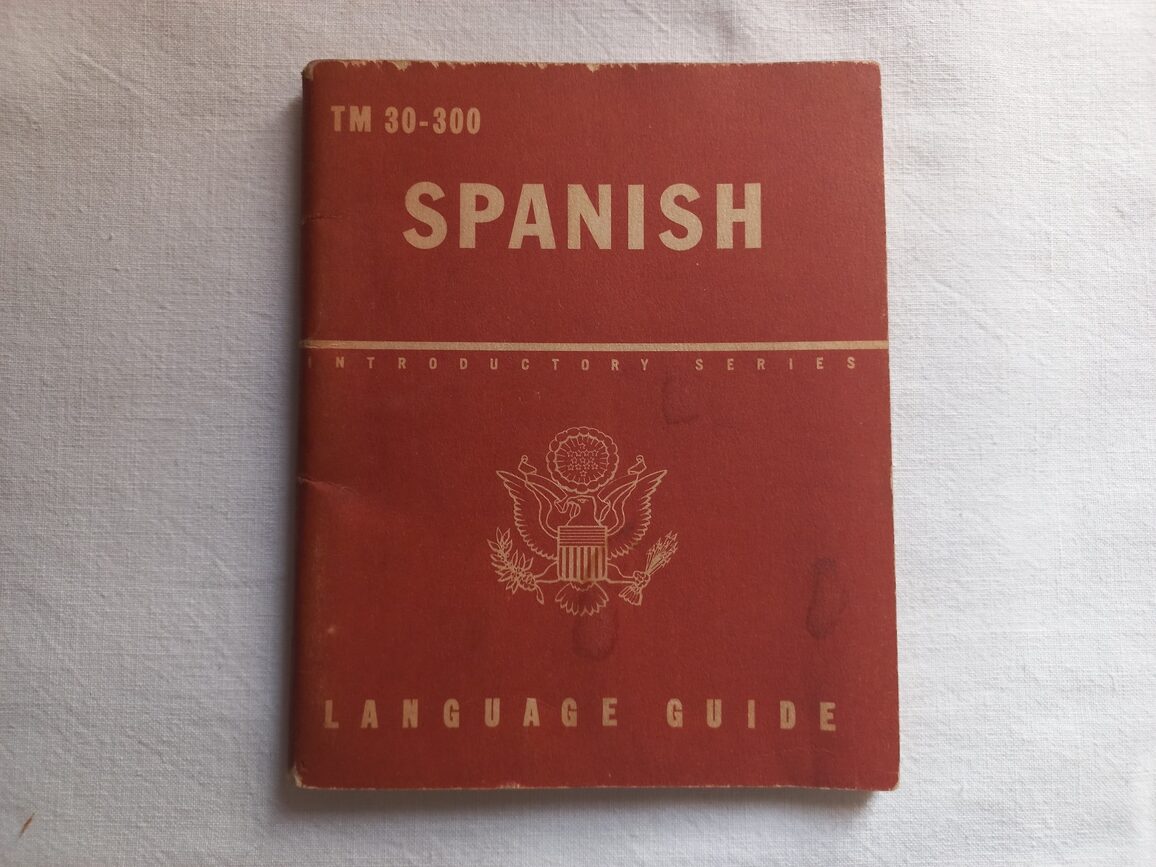 TM 30-300
SPANISH
INTRODUCTORY SERIES
LANGUAGE GUIDE